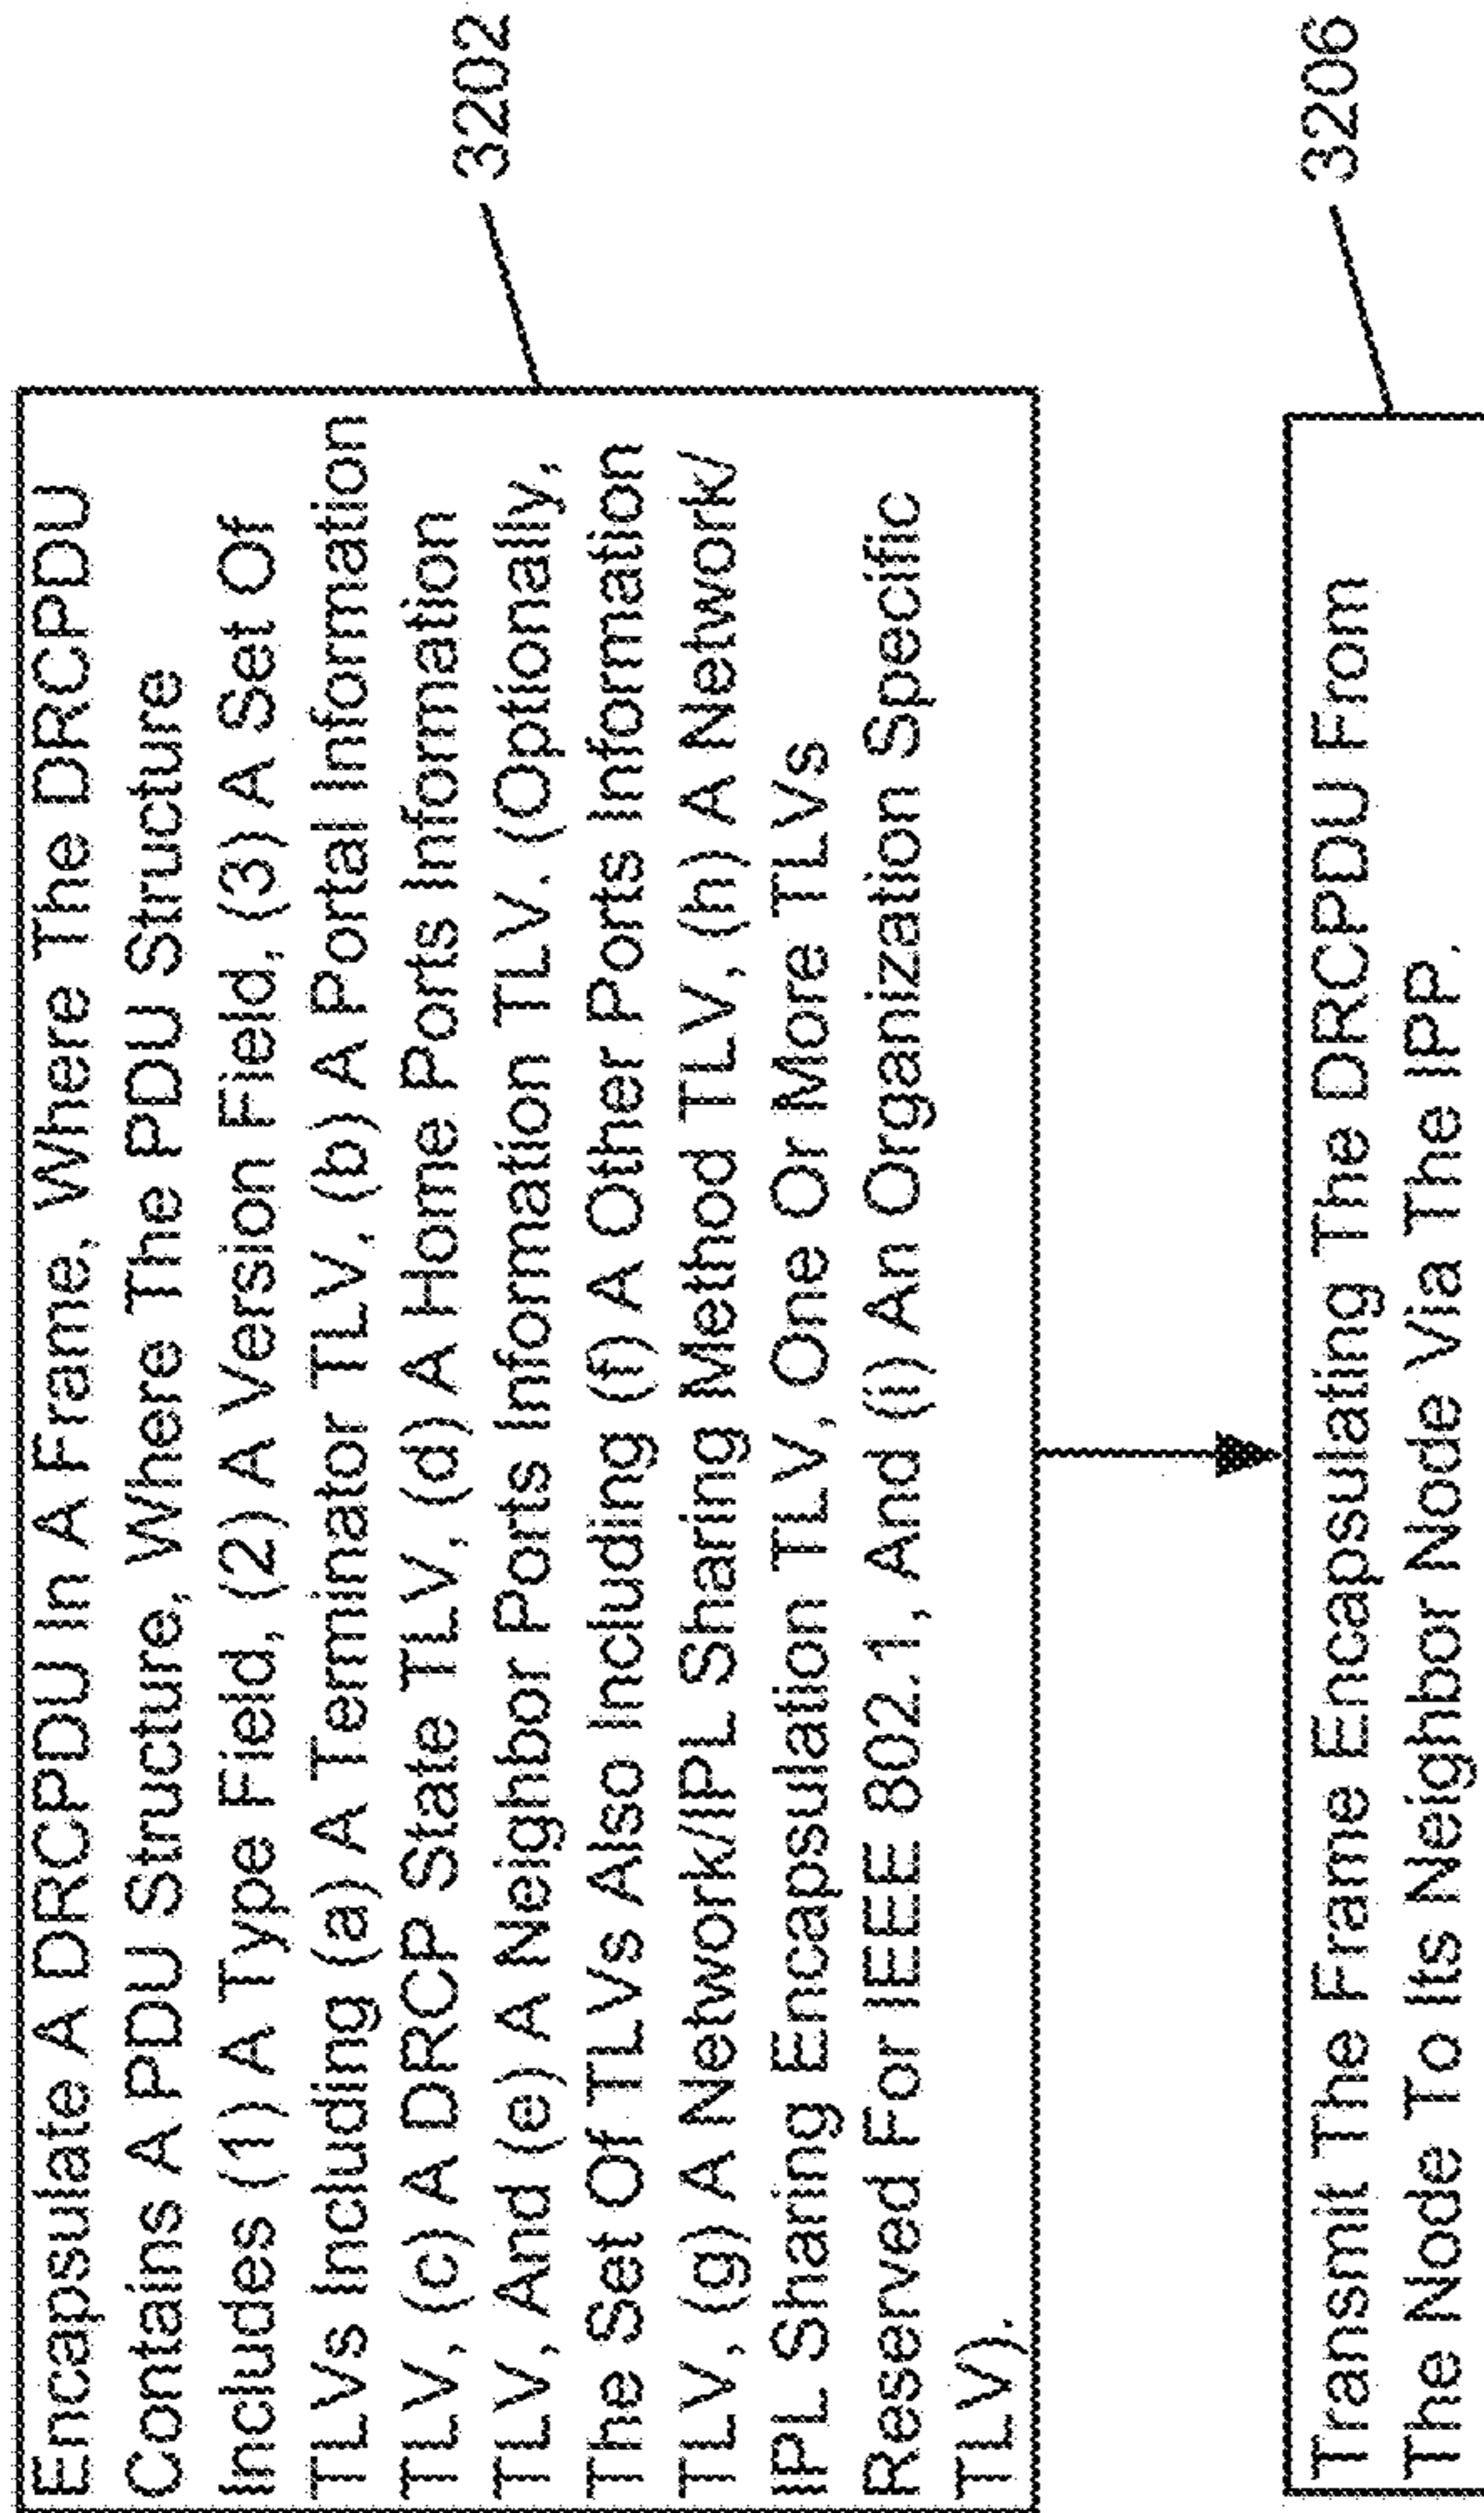 Encapsulate A DRCPDU In A Frame, Where The DRCPDU
Contains A PDU Structure, Where The PDU Structure
Includes (1) A Type Field, (2) A Version Field, (3) A Set Of
TLVs Including (a) A Terminator TLV, (b) A Portal Information
TLV, (c) A DRCP State TLV, (d) A Home Ports Information
TLV, And (e) A Neighbor Ports Information TLV. (Optionally,
The Set Of TLVs Also Including (f) A Other Ports Information
TLV, (g) A Network/IPL Sharing Method TLV, (h) A Network/
IPL Sharing Encapsulation TLV, One Or More TLVs
Reserved For IEEE 802.1, And (i) An Organization Specific
TLV).
3202
Transmit The Frame Encapsulating The DRCPDU From
The Node To Its Neighbor Node Via The IPP.
3206